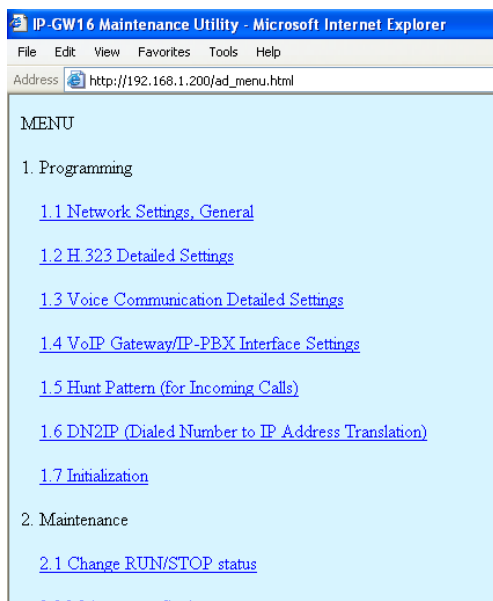 IP-GW16 Maintenance Utility - Microsoft Internet Explorer
File Edit View Favorites Tools Help
Address http://192.168.1.200/ad_menu.html
MENU
1. Programming
1.1 Network Settings, General
1.2 H.323 Detailed Settings
1.3 Voice Communication Detailed Settings
1.4 VoIP Gateway/IP-PBX Interface Settings
1.5 Hunt Pattern (for Incoming Calls)
1.6 DN2IP (Dialed Number to IP Address Translation)
1.7 Initialization
2. Maintenance
2.1 Change RUN/STOP status